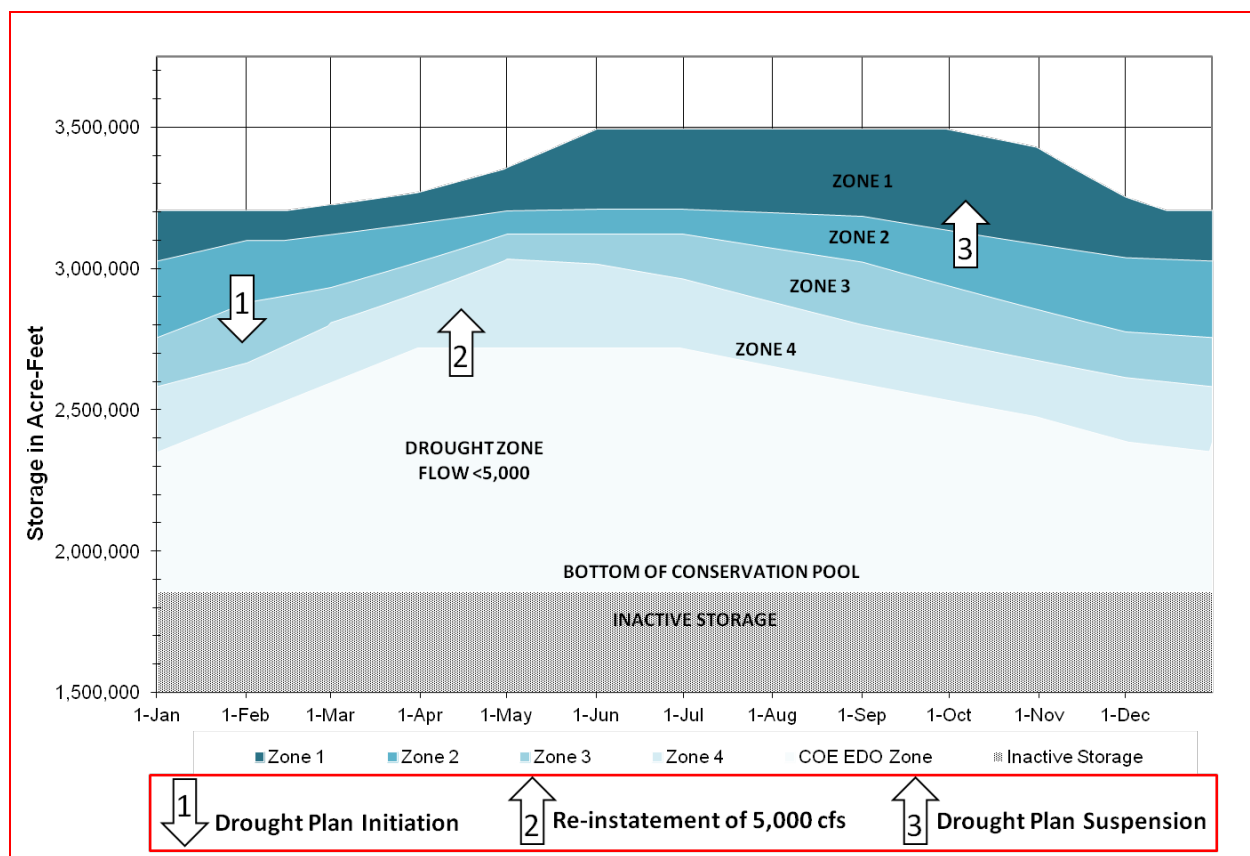 Storage in Acre-Feet
3,500,000
3,000,000
2,500,000
2,000,000
1,500,000
ZONE 1
ZONE 2
ZONE 3
ZONE 4
1
2
3
DROUGHT ZONE
FLOW <5,000
BOTTOM OF CONSERVATION POOL
INACTIVE STORAGE
1-Jan 1-Feb 1-Mar 1-Apr 1-May 1-Jun 1-Jul 1-Aug 1-Sep 1-Oct 1-Nov 1-Dec
Zone 1 Zone 2 Zone 3 Zone 4 COE EDO Zone Inactive Storage
1 Drought Plan Initiation 2 Re-instatement of 5,000 cfs 3 Drought Plan Suspension